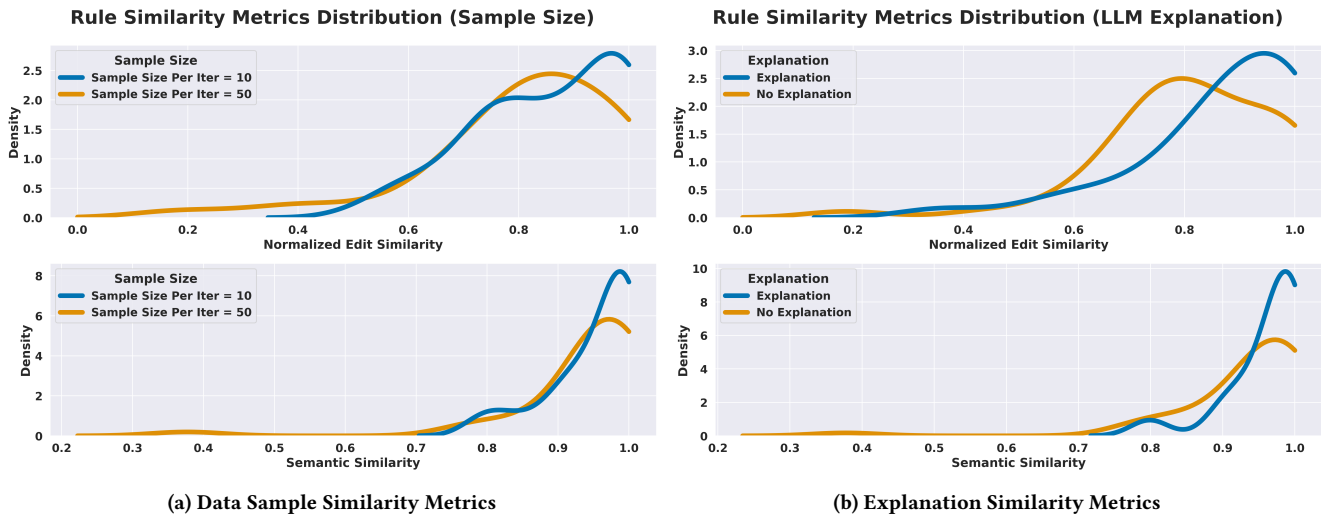 Rule Similarity Metrics Distribution (Sample Size)
Sample Size
Sample Size Per Iter = 10
Sample Size Per Iter = 50
Density
2.5
2.0
1.5
1.0
0.5
0.0
0.0 0.2 0.4 0.6 0.8 1.0
Normalized Edit Similarity
Sample Size
Sample Size Per Iter = 10
Sample Size Per Iter = 50
Density
8
6
4
2
0
0.2 0.3 0.4 0.5 0.6 0.7 0.8 0.9 1.0
Semantic Similarity
(a) Data Sample Similarity Metrics
Rule Similarity Metrics Distribution (LLM Explanation)
Explanation
Explanation
No Explanation
Density
3.0
2.5
2.0
1.5
1.0
0.5
0.0
0.0 0.2 0.4 0.6 0.8 1.0
Normalized Edit Similarity
Explanation
Explanation
No Explanation
Density
10
8
6
4
2
0
0.2 0.3 0.4 0.5 0.6 0.7 0.8 0.9 1.0
Semantic Similarity
(b) Explanation Similarity Metrics